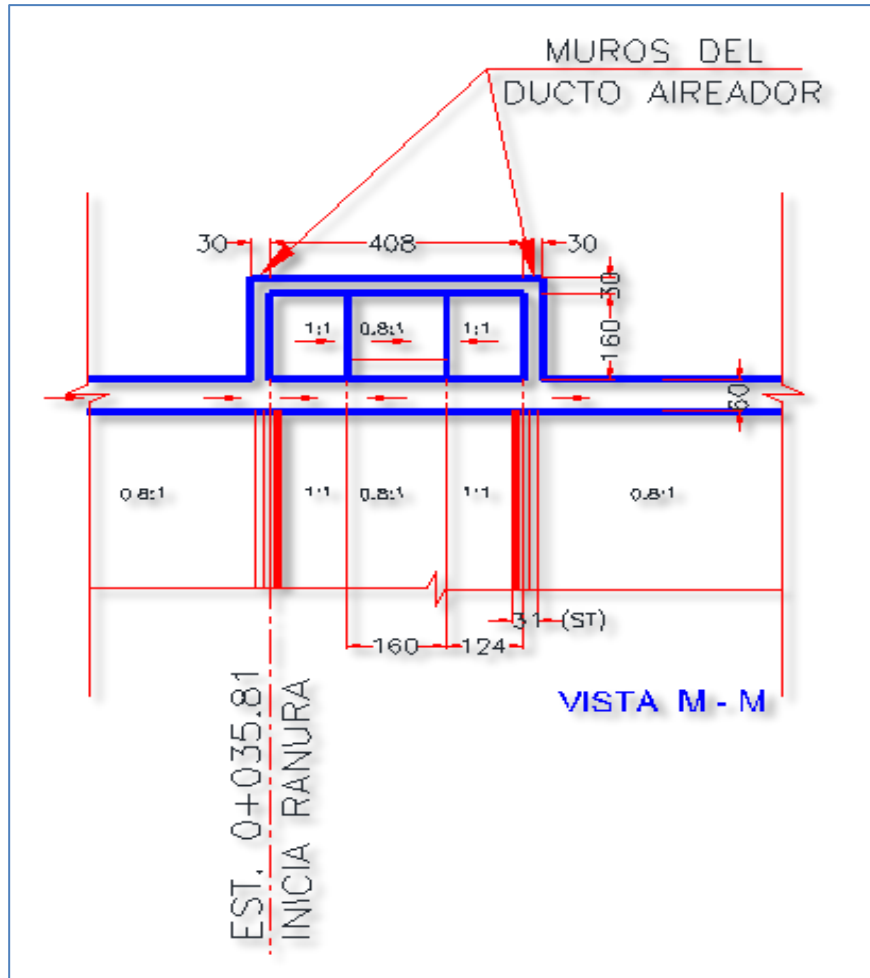 MUROS DEL
DUCTO AIREADOR
30 408 30
30
160
1:1 0.8:1 1:1
60
0.8:1 1:1 0.8:1 1:1 0.8:1
31 (ST)
160 124
VISTA M - M
EST. 0+035.81
INICIA RANURA